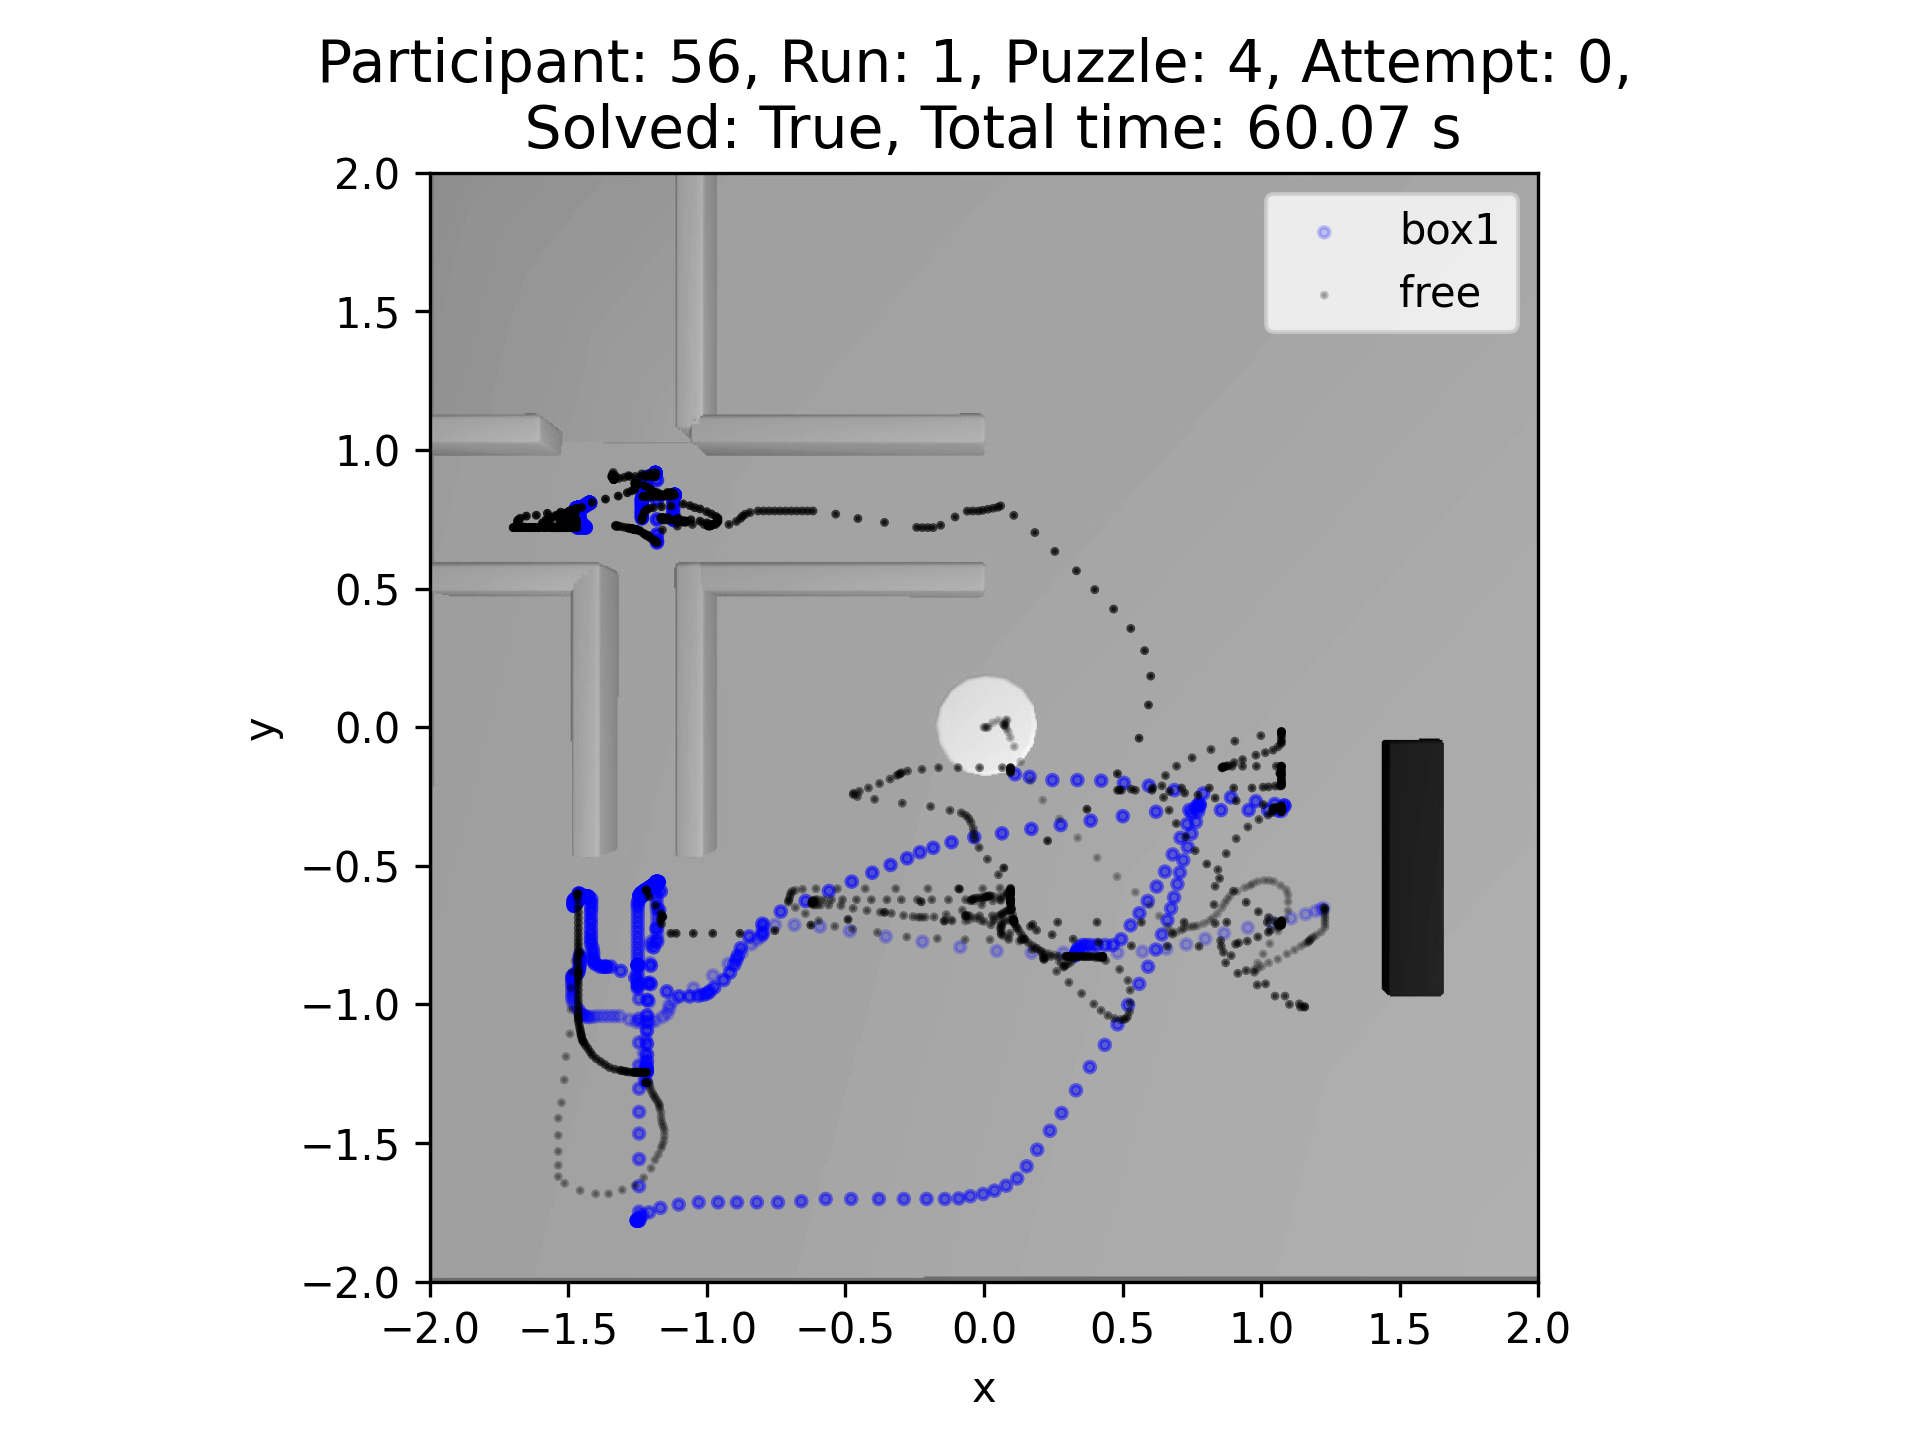 Participant: 56, Run: 1, Puzzle: 4, Attempt: 0,
Solved: True, Total time: 60.07 s
2.0
1.5
1.0
0.5
0.0
−0.5
−1.0
−1.5
−2.0
y
box1
free
−2.0 −1.5 −1.0 −0.5 0.0 0.5 1.0 1.5 2.0
x